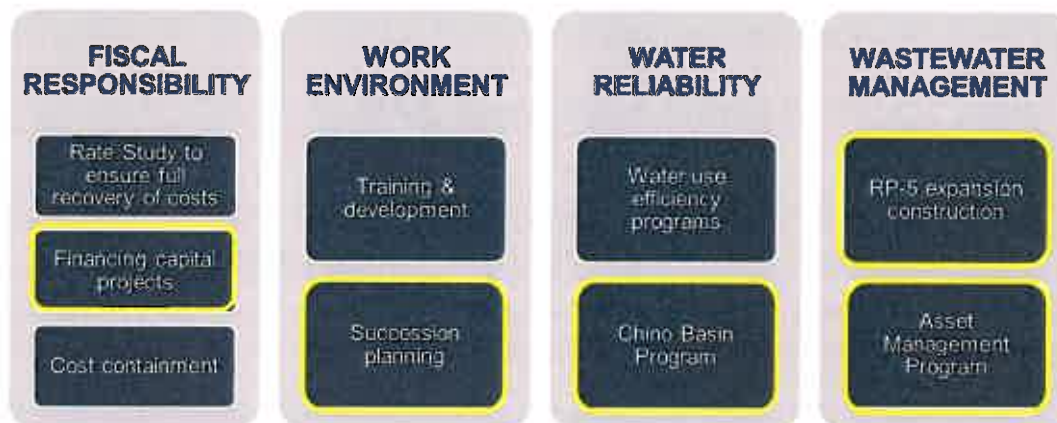 FISCAL
RESPONSIBILITY
Rate Study to
ensure full
recovery of costs
Financing capital
projects
Cost containment
WORK
ENVIRONMENT
Training &
development
Succession
planning
WATER
RELIABILITY
Water use
efficiency
programs
Chino Basin
Program
WASTEWATER
MANAGEMENT
RP-5 expansion
construction
Asset
Management
Program